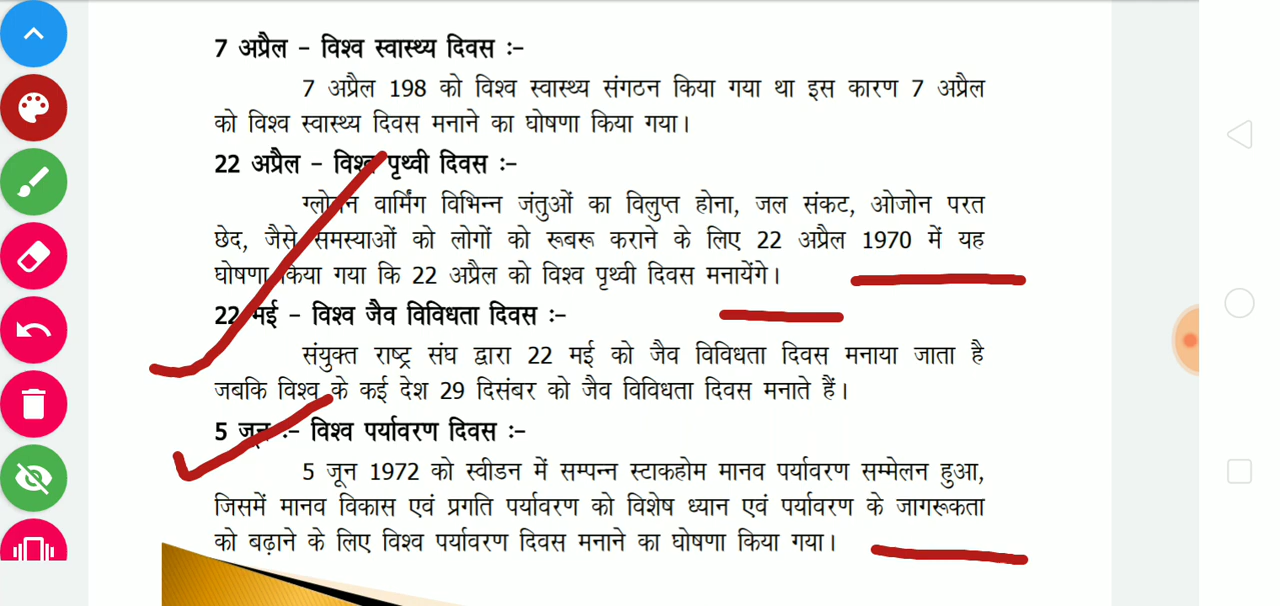 7 अप्रैल – विश्व स्वास्थ्य दिवस :–
7 अप्रैल 198 को विश्व स्वास्थ्य संगठन किया गया था इस कारण 7 अप्रैल
को विश्व स्वास्थ्य दिवस मनाने का घोषणा किया गया।
22 अप्रैल – विश्व पृथ्वी दिवस :–
वार्मिंग विभिन्न जंतुओं का विलुप्त होना, जल संकट, ओजोन परत
छेद, जैसे समस्याओं को लोगों को रूबरू कराने के लिए 22 अप्रैल 1970 में यह
घोषणा किया गया कि 22 अप्रैल को विश्व पृथ्वी दिवस मनायेंगे।
22 मई – विश्व जैव विविधता दिवस :–
संयुक्त राष्ट्र संघ द्वारा 22 मई को जैव विविधता दिवस मनाया जाता है
जबकि विश्व के कई देश 29 दिसंबर को जैव विविधता दिवस मनाते हैं।
5 जून :– विश्व पर्यावरण दिवस :–
5 जून 1972 को स्वीडन में सम्पन्न स्टाकहोम मानव पर्यावरण सम्मेलन हुआ,
जिसमें मानव विकास एवं प्रगति पर्यावरण को विशेष ध्यान एवं पर्यावरण के जागरूकता
को बढ़ाने के लिए विश्व पर्यावरण दिवस मनाने का घोषणा किया गया।